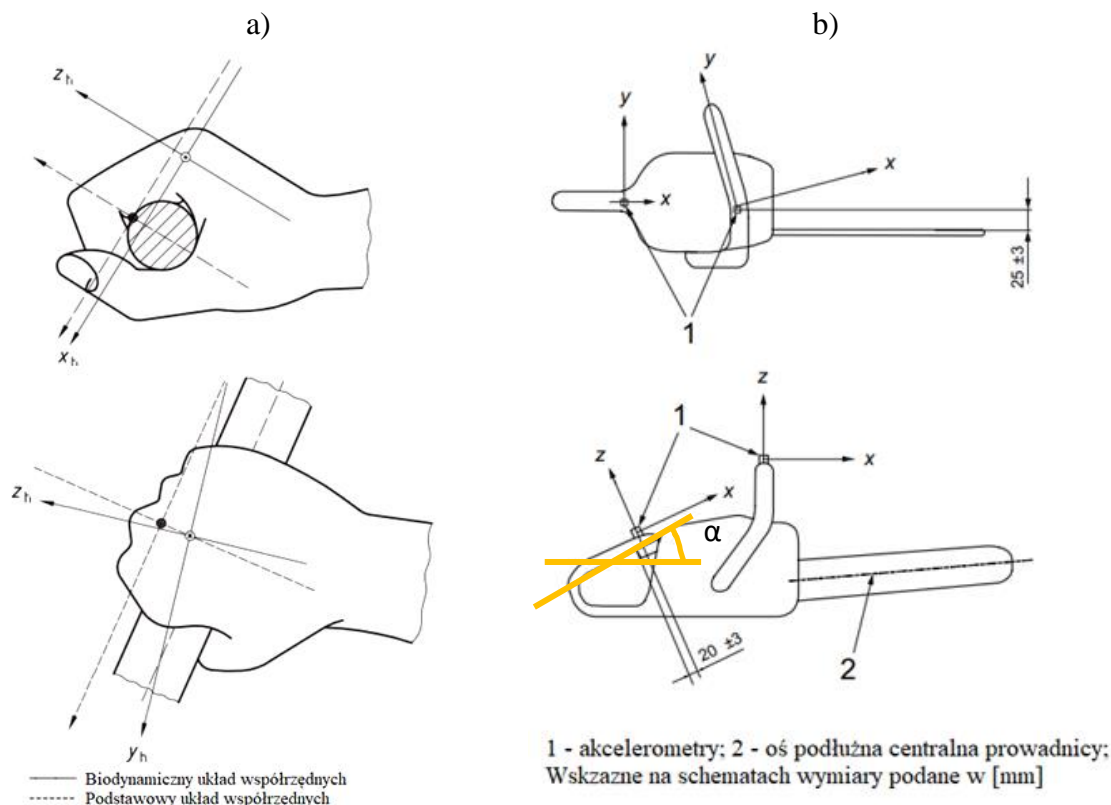 a)
b)
z h
x h
y
y
x
x
25 ±3
1
z h
y h
z
1
x
z
x
α
20 ±3
2
1 - akcelerometry; 2 - oś podłużna centralna prowadnicy;
Wskzazne na schematach wymiary podane w [mm]
Biodynamiczny układ współrzędnych
Podstawowy układ współrzędnych